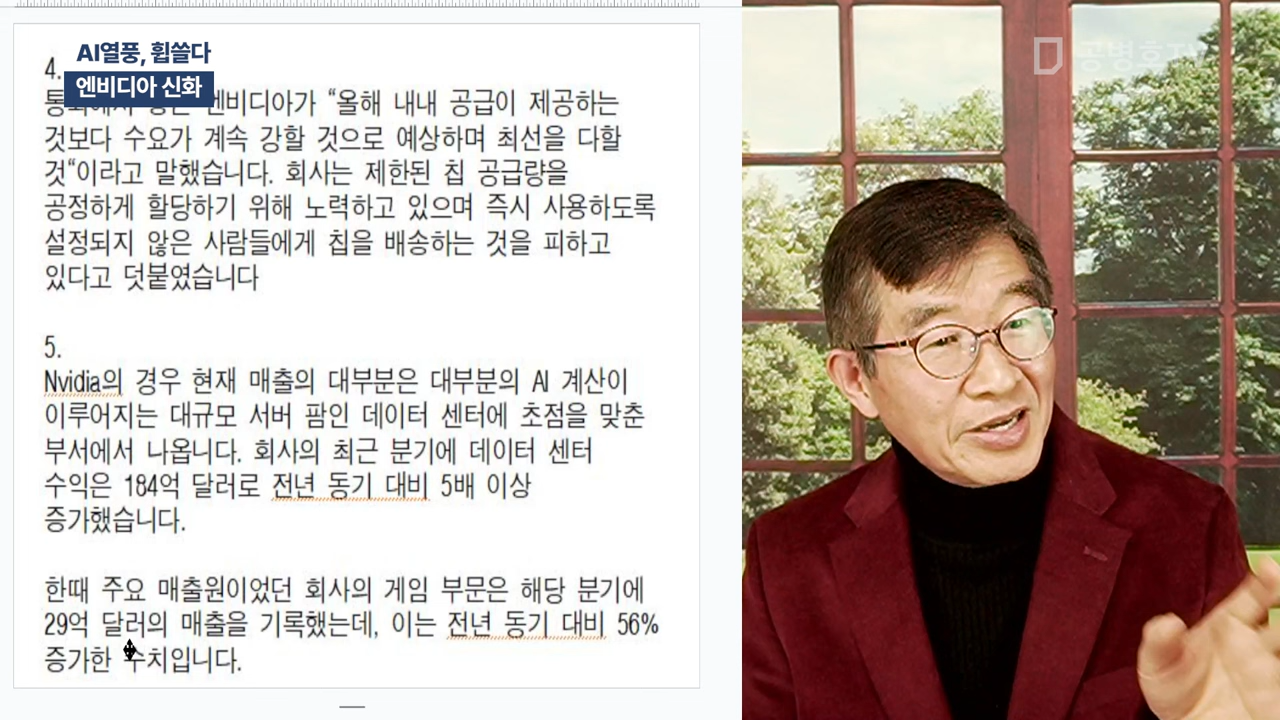 AI열풍, 휩쓸다
엔비디아 신화
4.
엔비디아가 “올해 내내 공급이 제공하는
것보다 수요가 계속 강할 것으로 예상하며 최선을 다할
것“이라고 말했습니다. 회사는 제한된 칩 공급량을
공정하게 할당하기 위해 노력하고 있으며 즉시 사용하도록
설정되지 않은 사람들에게 칩을 배송하는 것을 피하고
있다고 덧붙였습니다
5.
Nvidia의 경우 현재 매출의 대부분은 대부분의 AI 계산이
이루어지는 대규모 서버 팜인 데이터 센터에 초점을 맞춘
부서에서 나옵니다. 회사의 최근 분기에 데이터 센터
수익은 184억 달러로 전년 동기 대비 5배 이상
증가했습니다.
한때 주요 매출원이었던 회사의 게임 부문은 해당 분기에
29억 달러의 매출을 기록했는데, 이는 전년 동기 대비 56%
증가한 수치입니다.
공병호TV